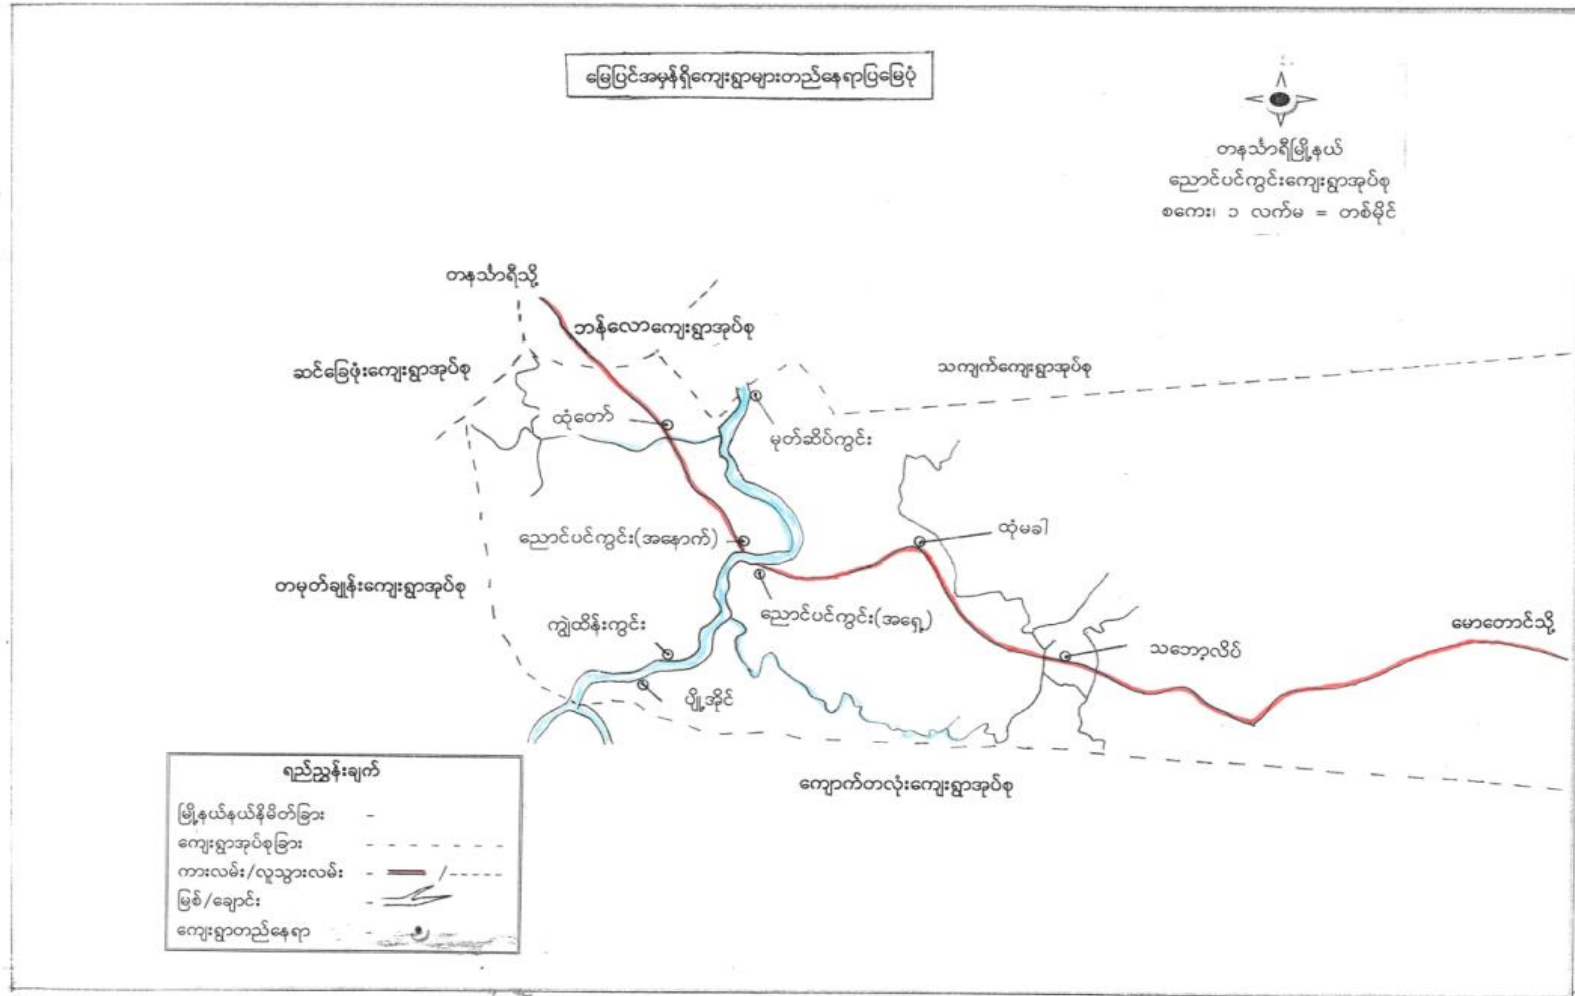 မြေပြင်အမှန်ရှိကျေးရွာများတည်နေရာပြမြေပုံ
တနင်္သာရီမြို့နယ်
ညောင်ပင်ကွင်းကျေးရွာအုပ်စု
စကေး၊ ၁ လက်မ = တစ်မိုင်
တနင်္သာရီသို့
ဘန်လောကျေးရွာအုပ်စု
ဆင်ခြေဖုံးကျေးရွာအုပ်စု
သကျက်ကျေးရွာအုပ်စု
ထုံတော်
မုတ်ဆိပ်ကွင်း
ညောင်ပင်ကွင်း(အနောက်)
ထုံမခါ
တမုတ်ချုန်းကျေးရွာအုပ်စု
ညောင်ပင်ကွင်း(အရှေ့)
ကျွဲထိန်းကွင်း
မောတောင်သို့
သဘော့လိပ်
ပျို့အိုင်
ကျောက်တလုံးကျေးရွာအုပ်စု
ရည်ညွှန်းချက်
မြို့နယ်နယ်နိမိတ်ခြား -
ကျေးရွာအုပ်စုခြား -
ကားလမ်း/လူသွားလမ်း - /
မြစ်/ချောင်း -
ကျေးရွာတည်နေရာ -